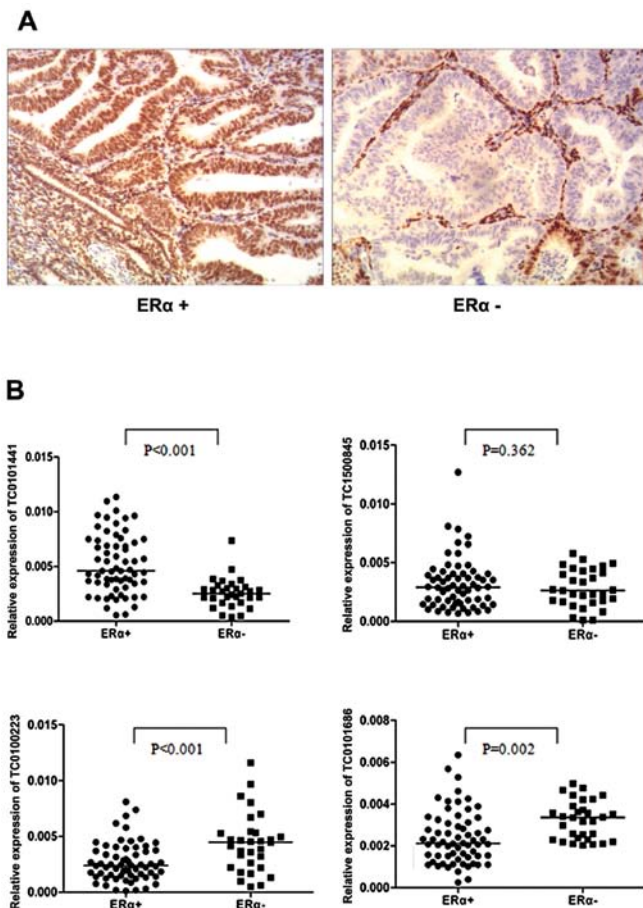 A
ERα +
ERα -
B
Relative expression of TC0101441
0.015
0.010
0.005
0.000
P<0.001
ERα+
ERα-
Relative expression of TC1500845
0.015
0.010
0.005
0.000
P=0.362
ERα+
ERα-
Relative expression of TC0100223
0.015
0.010
0.005
0.000
P<0.001
ERα+
ERα-
Relative expression of TC0101686
0.008
0.006
0.004
0.002
0.000
P=0.002
ERα+
ERα-